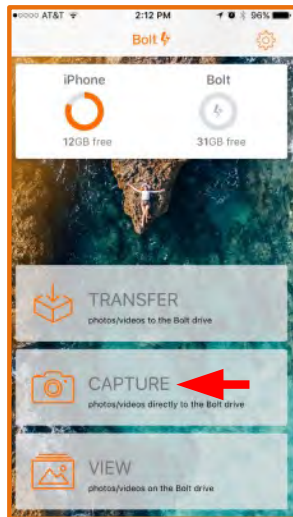 AT&T 2:12 PM 96%
Bolt
iPhone Bolt
12GB free 31GB free
TRANSFER
photos/videos to the Bolt drive
CAPTURE
photos/videos directly to the Bolt drive
VIEW
photos/videos on the Bolt drive